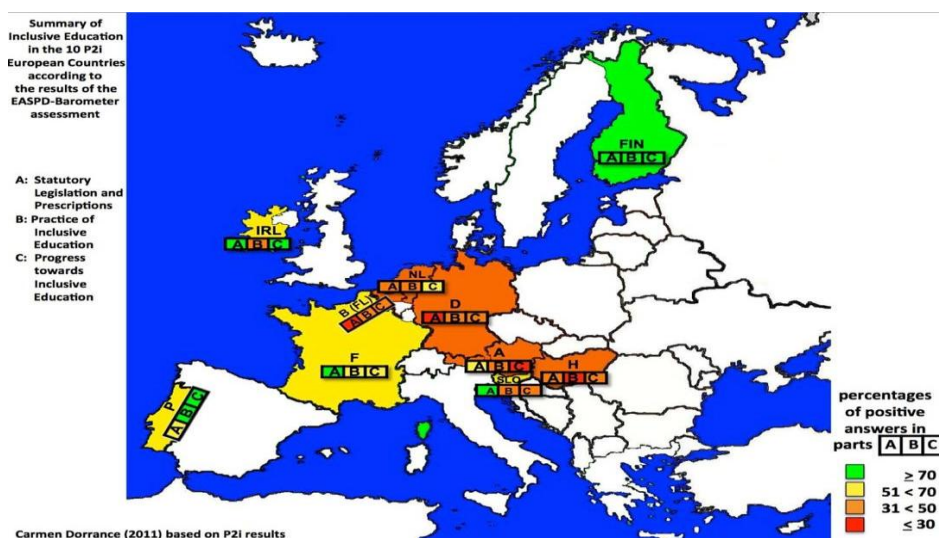 Summary of
Inclusive Education
in the 10 P2i
European Countries
according to
the results of the
EASPD-Barometer
assessment
A: Statutory
Legislation and
Prescriptions
B: Practice of
Inclusive
Education
C: Progress
towards
Inclusive
Education
FIN
A B C
IRL
A B C
NL
A B C
B (FL)
A B C
D
A B C
F
A B C
A
A B C
SLO
A B C
H
A B C
P
A B C
percentages
of positive
answers in
parts A B C
≥ 70
51 < 70
31 < 50
≤ 30
Carmen Dorrance (2011) based on P2i results